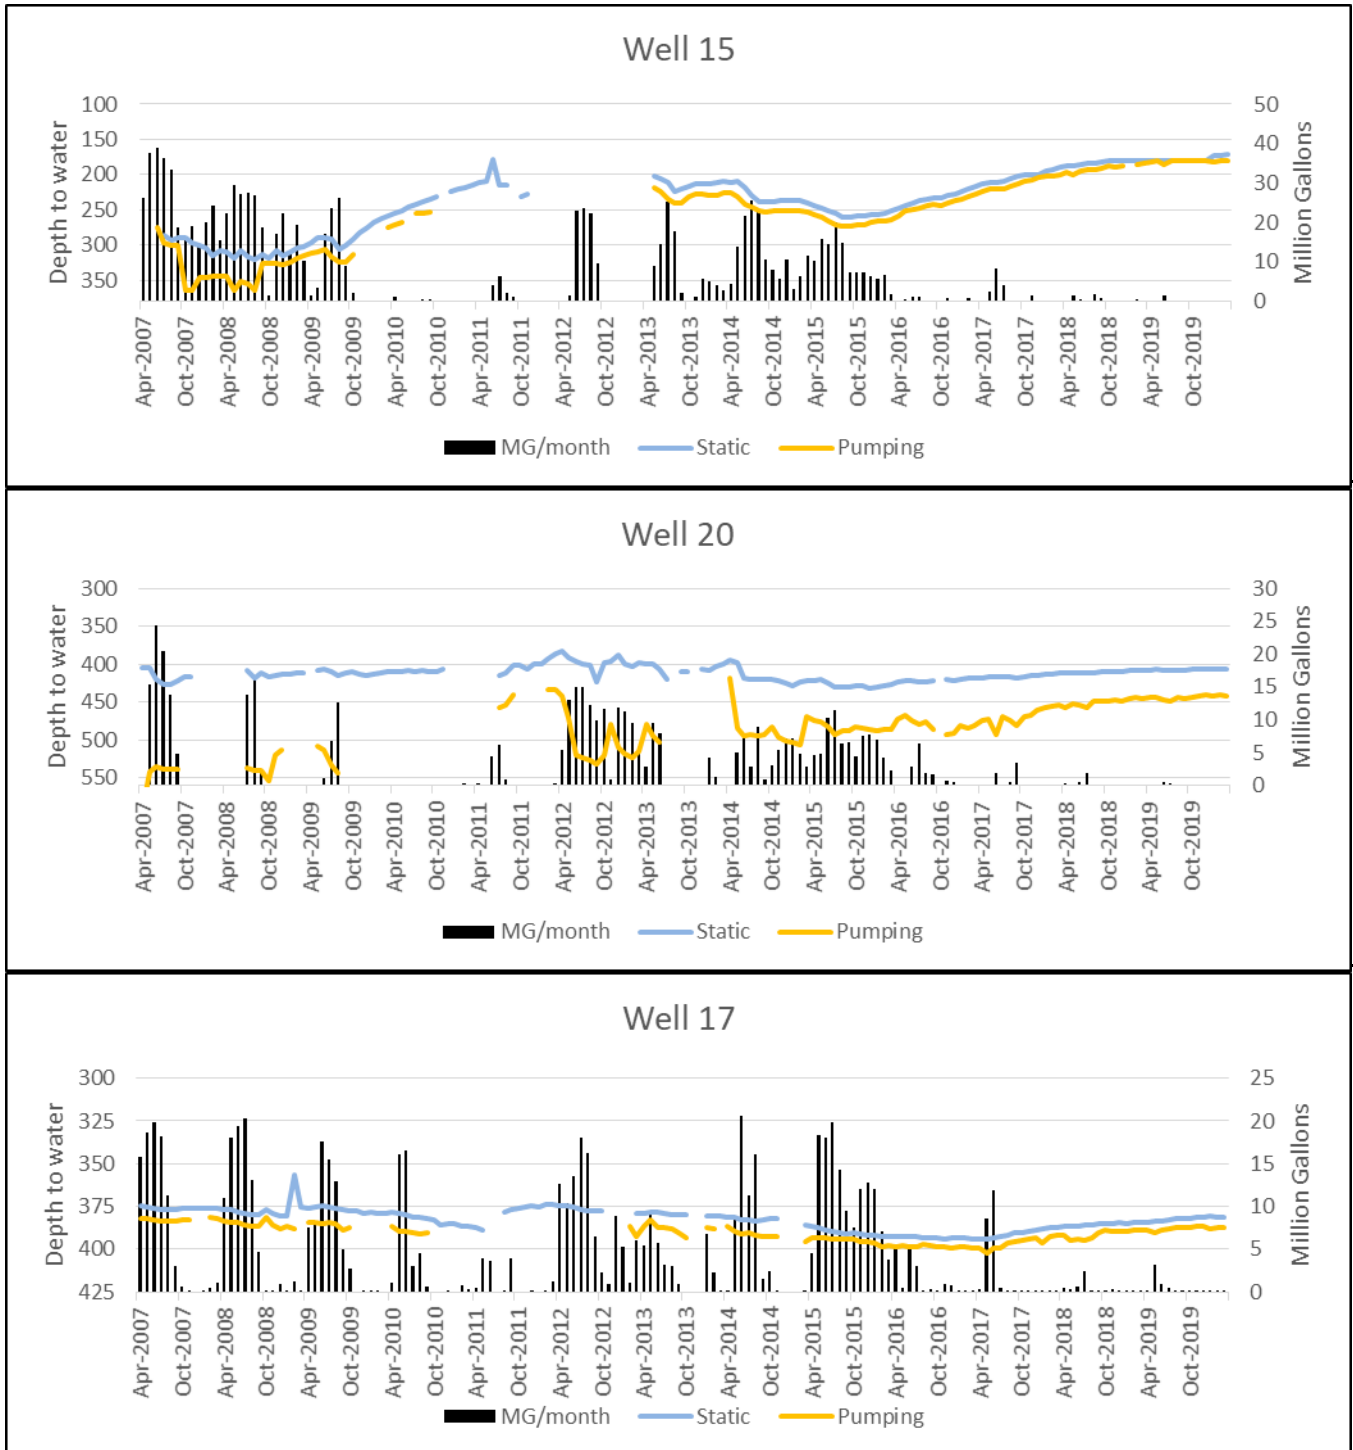 Well 15
100
150
200
250
300
350
Depth to water
50
40
30
20
10
0
Million Gallons
Apr-2007
Oct-2007
Apr-2008
Oct-2008
Apr-2009
Oct-2009
Apr-2010
Oct-2010
Apr-2011
Oct-2011
Apr-2012
Oct-2012
Apr-2013
Oct-2013
Apr-2014
Oct-2014
Apr-2015
Oct-2015
Apr-2016
Oct-2016
Apr-2017
Oct-2017
Apr-2018
Oct-2018
Apr-2019
Oct-2019
MG/month Static Pumping
Well 20
300
350
400
450
500
550
Depth to water
30
25
20
15
10
5
0
Million Gallons
Apr-2007
Oct-2007
Apr-2008
Oct-2008
Apr-2009
Oct-2009
Apr-2010
Oct-2010
Apr-2011
Oct-2011
Apr-2012
Oct-2012
Apr-2013
Oct-2013
Apr-2014
Oct-2014
Apr-2015
Oct-2015
Apr-2016
Oct-2016
Apr-2017
Oct-2017
Apr-2018
Oct-2018
Apr-2019
Oct-2019
MG/month Static Pumping
Well 17
300
325
350
375
400
425
Depth to water
25
20
15
10
5
0
Million Gallons
Apr-2007
Oct-2007
Apr-2008
Oct-2008
Apr-2009
Oct-2009
Apr-2010
Oct-2010
Apr-2011
Oct-2011
Apr-2012
Oct-2012
Apr-2013
Oct-2013
Apr-2014
Oct-2014
Apr-2015
Oct-2015
Apr-2016
Oct-2016
Apr-2017
Oct-2017
Apr-2018
Oct-2018
Apr-2019
Oct-2019
MG/month Static Pumping